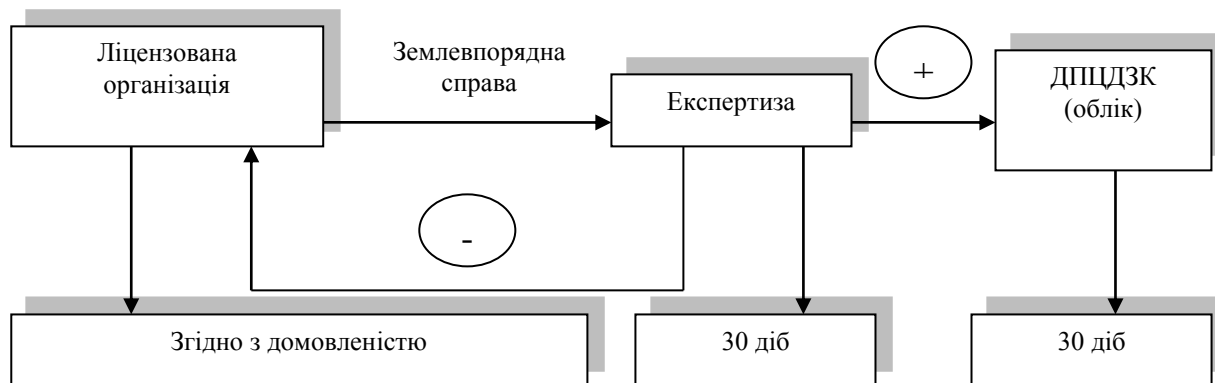 Ліцензована
організація
Землевпорядна
справа
Експертиза
+
ДПЦДЗК
(облік)
-
Згідно з домовленістю
30 діб
30 діб